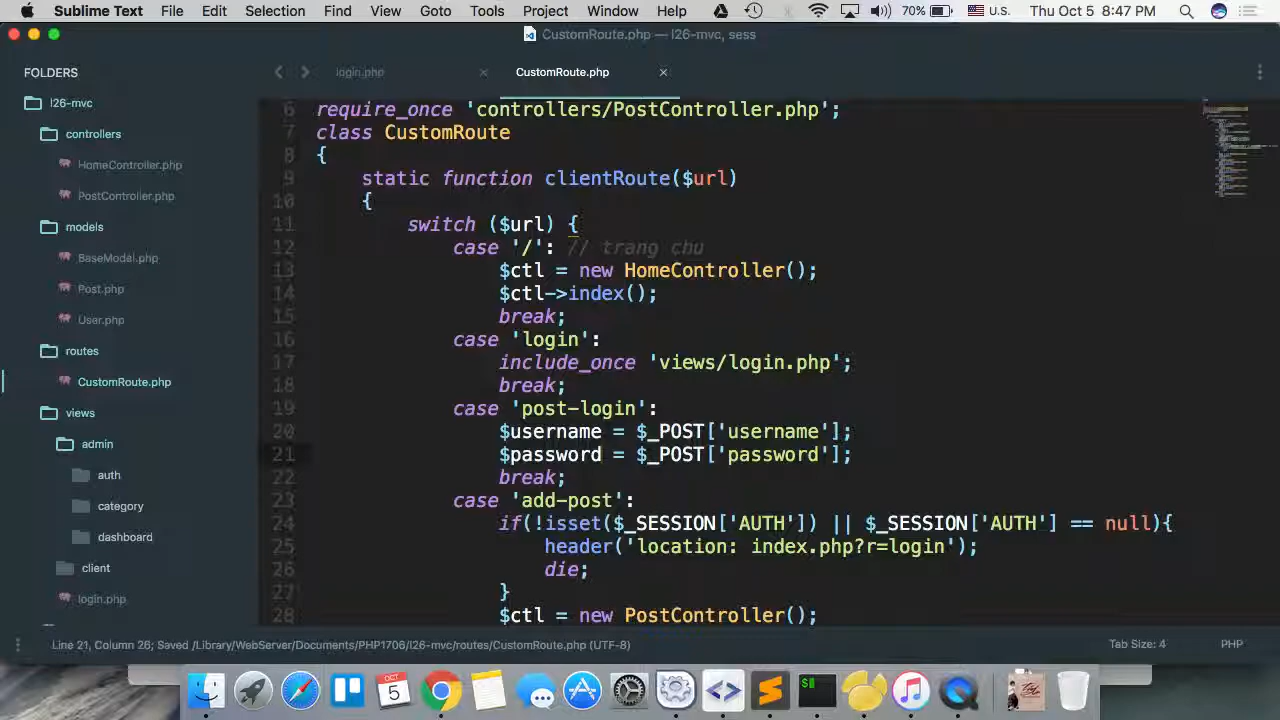 Sublime Text File Edit Selection Find View Goto Tools Project Window Help 70% U.S. Thu Oct 5 8:47 PM
CustomRoute.php — l26-mvc, sess
FOLDERS
l26-mvc
controllers
HomeController.php
PostController.php
models
BaseModal.php
Post.php
User.php
routes
CustomRoute.php
views
admin
auth
category
dashboard
client
login.php
login.php CustomRoute.php
6 require_once 'controllers/PostController.php';
7 class CustomRoute
8 {
9 static function clientRoute($url)
10 {
11 switch ($url) {
12 case '/': // trang chu
13 $ctl = new HomeController();
14 $ctl->index();
15 break;
16 case 'login':
17 include_once 'views/login.php';
18 break;
19 case 'post-login':
20 $username = $_POST['username'];
21 $password = $_POST['password'];
22 break;
23 case 'add-post':
24 if(!isset($_SESSION['AUTH']) || $_SESSION['AUTH'] == null){
25 header('location: index.php?r=login');
26 die;
27 }
28 $ctl = new PostController();
Line 21, Column 26; Saved /Library/WebServer/Documents/PHP1706/l26-mvc/routes/CustomRoute.php (UTF-8) Tab Size: 4 PHP
OCT
5